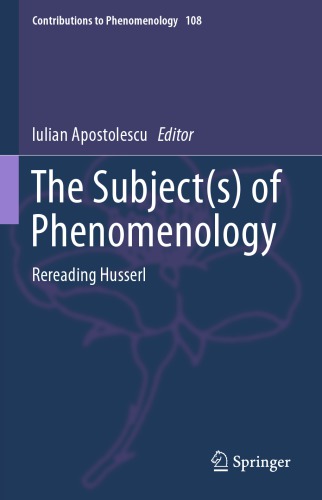 Contributions to Phenomenology 108
Iulian Apostolescu Editor
The Subject(s) of
Phenomenology
Rereading Husserl
Springer